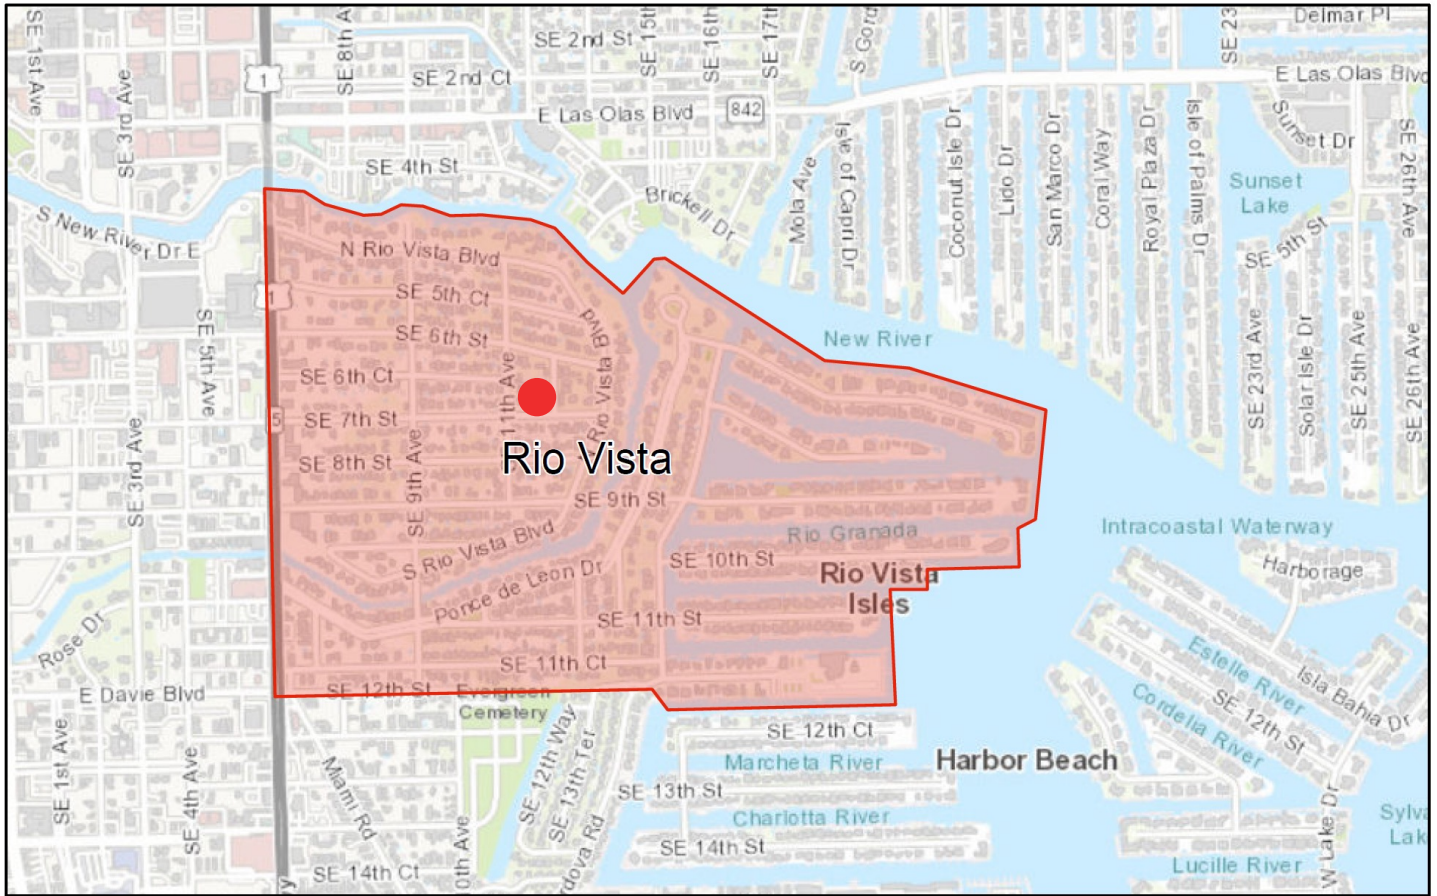 SE 1st Ave
SE 3rd Ave
1
SE 8th A
SE 2nd St
SE 2nd Ct
SE 15th
SE 16th
SE 17th
S Gord
SE 23
Delmar Pl
E Las Olas Blvd
E Las Olas Blvd
842
SE 4th St
Brickell Dr
Mola Ave
Isle of Capri Dr
Coconut Isle Dr
Lido Dr
San Marco Dr
Coral Way
Royal Plaza Dr
Isle of Palms Dr
Sunset Dr
SE 26th Ave
Sunset
Lake
SE 5th St
S New River Dr E
N Rio Vista Blvd
SE 5th Ct
1
SE 6th St
Rio Vista Blvd
New River
SE 5th Ave
SE 6th Ct
11th Ave
SE 7th St
5
SE 8th St
SE 9th Ave
Rio Vista
SE 3rd Ave
SE 23rd Ave
Solar Isle Dr
SE 25th Ave
SE 26th Ave
SE 9th St
S Rio Vista Blvd
Rio Granada
SE 10th St
Rio Vista
Isles
Intracoastal Waterway
Harborage
Ponce de Leon Dr
SE 11th St
SE 11th Ct
SE 12th St
Rose Dr
E Davie Blvd
Evergreen
Cemetery
Estelle River
Isla Bahia Dr
SE 12th St
Cordelia River
SE 12th Ct
Marcheta River
Harbor Beach
SE 12th Way
SE 13th Ter
SE 13th St
Charlotta River
SE 14th St
SE 1st Ave
SE 4th Ave
Miami Rd
SE 14th Ct
10th Ave
dova Rd
W Lake Dr
Sylva
Lak
Lucille River